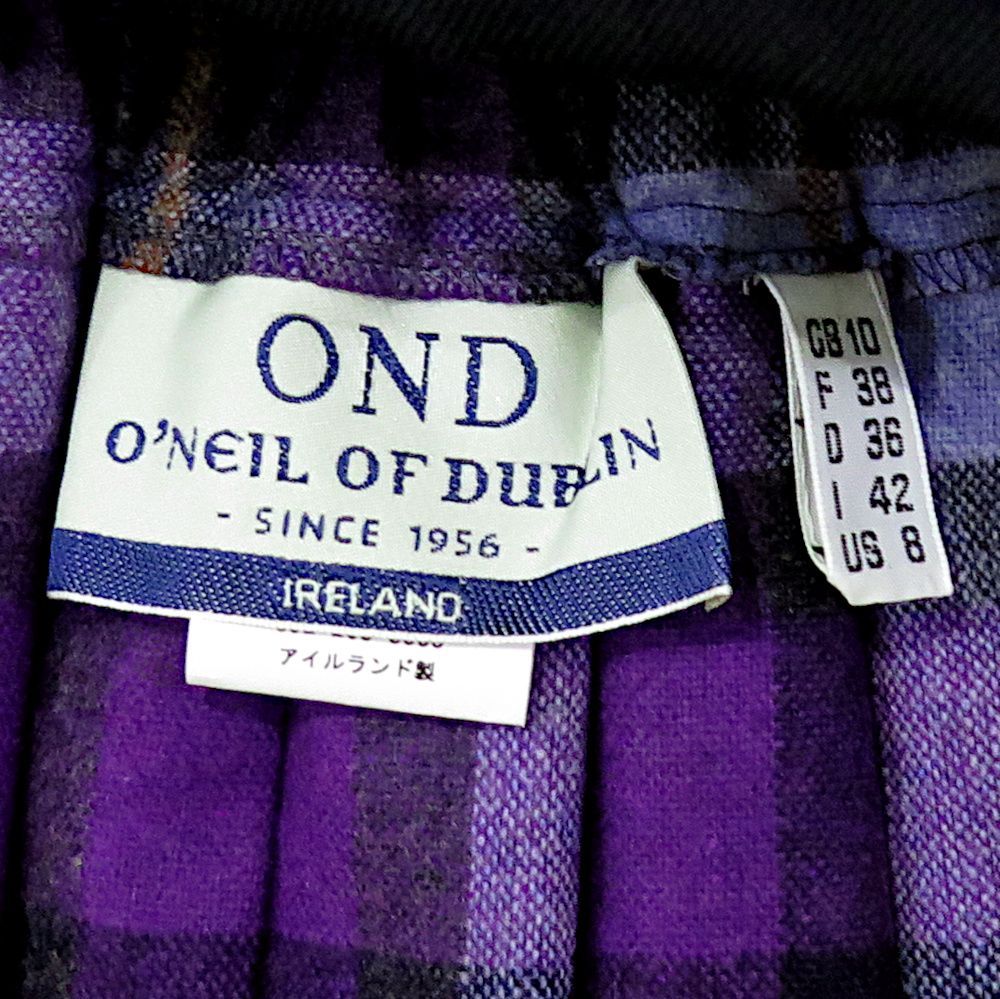 OND
O'NEIL OF DUBLIN
- SINCE 1956 -
IRELAND
アイルランド製
GB 10
F 38
D 36
I 42
US 8